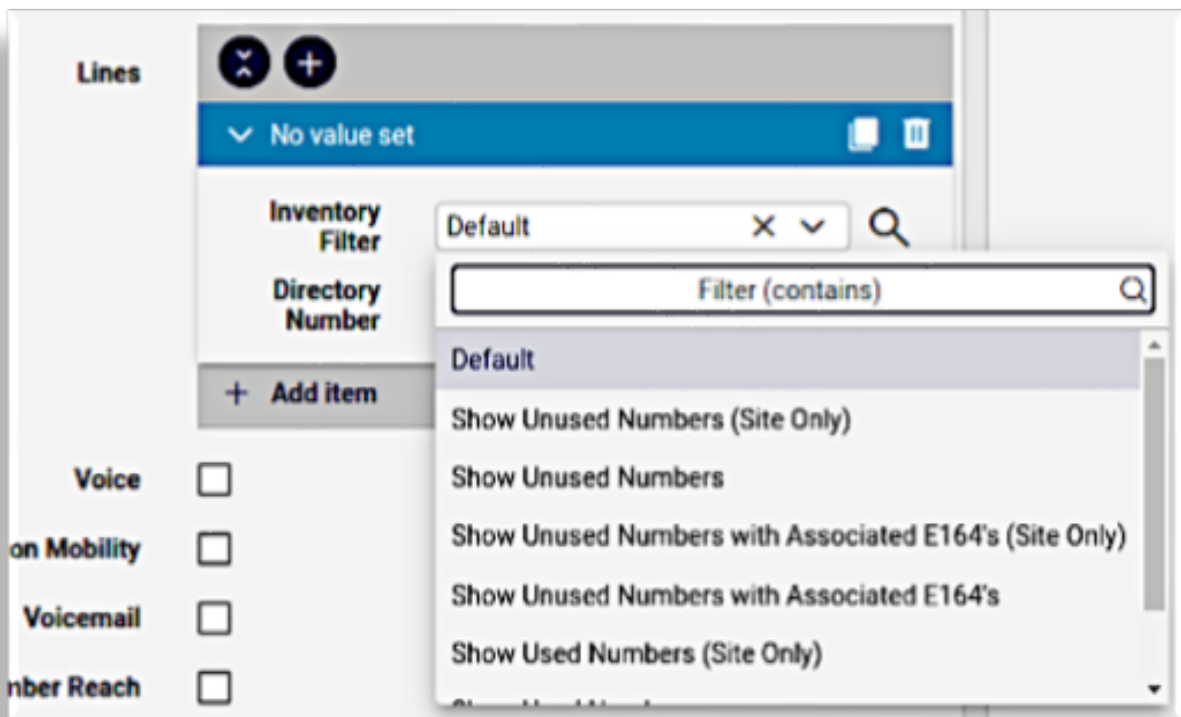 Lines
No value set
Inventory
Filter
Default
Directory
Number
Filter (contains)
Default
Show Unused Numbers (Site Only)
Show Unused Numbers
Show Unused Numbers with Associated E164's (Site Only)
Show Unused Numbers with Associated E164's
Show Used Numbers (Site Only)
+ Add item
Voice
on Mobility
Voicemail
mber Reach